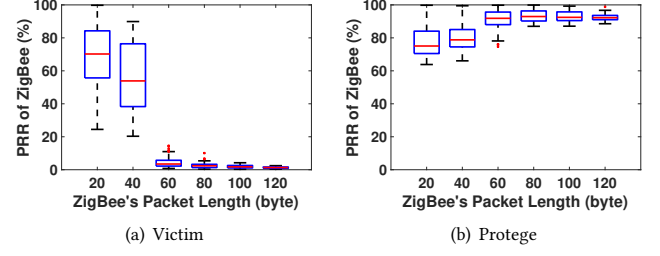 PRR of ZigBee (%)
100
80
60
40
20
0
20 40 60 80 100 120
ZigBee's Packet Length (byte)
(a) Victim
PRR of ZigBee (%)
100
80
60
40
20
0
20 40 60 80 100 120
ZigBee's Packet Length (byte)
(b) Protege